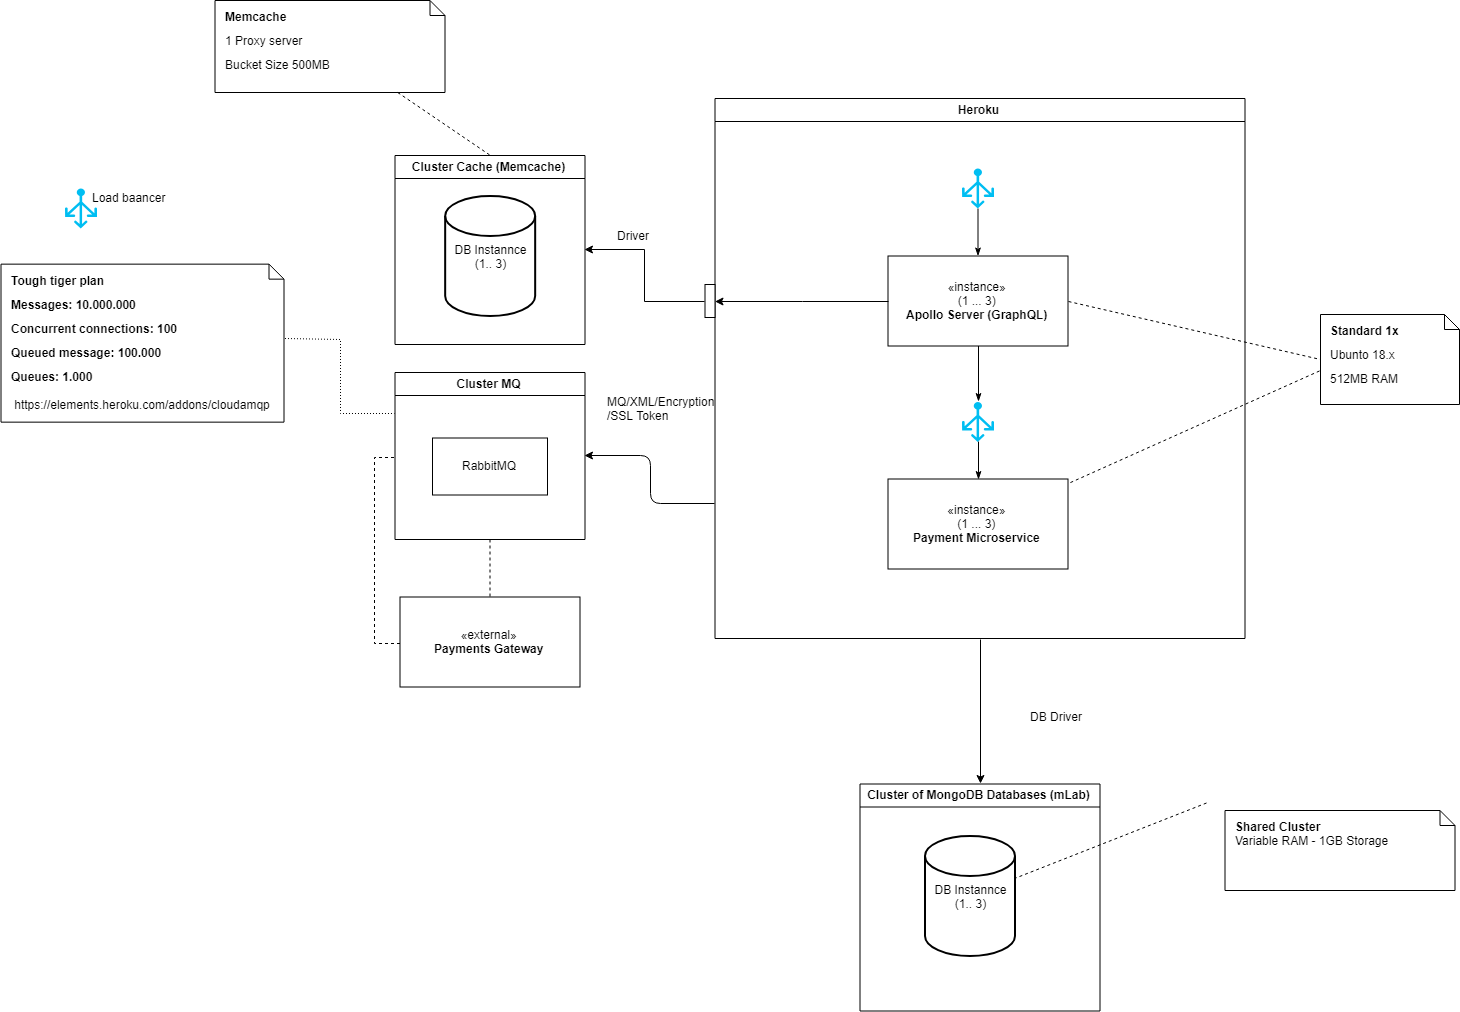 Memcache
1 Proxy server
Bucket Size 500MB
Heroku
Cluster Cache (Memcache)
DB Instannce
(1.. 3)
Load baancer
Driver
Tough tiger plan
Messages: 10.000.000
Concurrent connections: 100
Queued message: 100.000
Queues: 1.000
https://elements.heroku.com/addons/cloudamqp
«instance»
(1 ... 3)
Apollo Server (GraphQL)
Standard 1x
Ubunto 18.x
512MB RAM
Cluster MQ
RabbitMQ
MQ/XML/Encryption
/SSL Token
«instance»
(1 ... 3)
Payment Microservice
«external»
Payments Gateway
DB Driver
Cluster of MongoDB Databases (mLab)
DB Instannce
(1.. 3)
Shared Cluster
Variable RAM - 1GB Storage